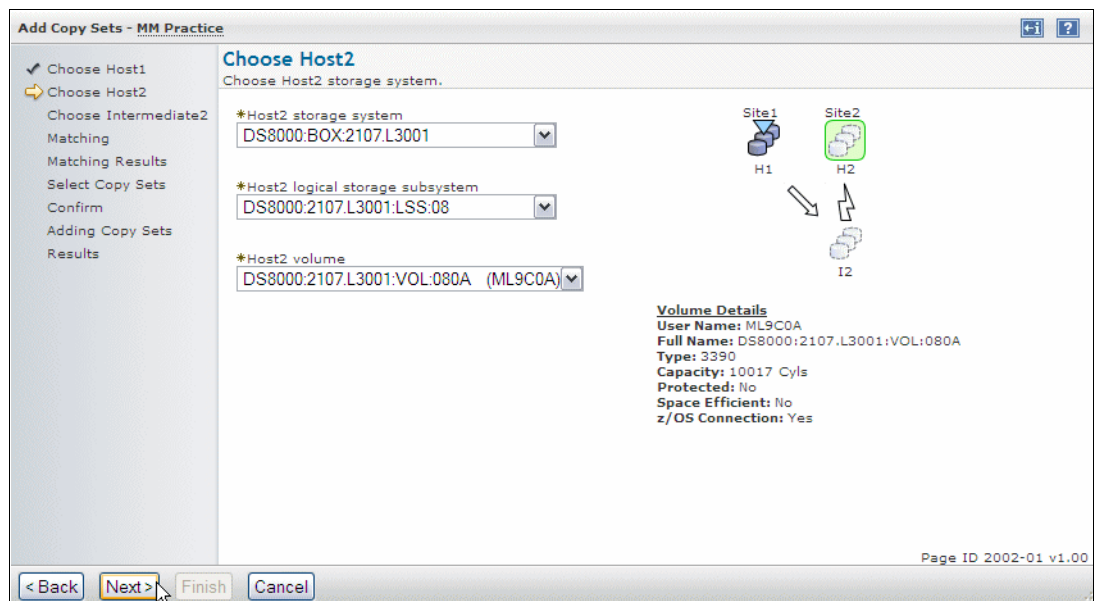 Add Copy Sets - MM Practice
?
Choose Host1
Choose Host2
Choose Intermediate2
Matching
Matching Results
Select Copy Sets
Confirm
Adding Copy Sets
Results
Choose Host2
Choose Host2 storage system.
*Host2 storage system
DS8000:BOX:2107.L3001
*Host2 logical storage subsystem
DS8000:2107.L3001:LSS:08
*Host2 volume
DS8000:2107.L3001:VOL:080A (ML9C0A)
Site1 Site2
H1 H2
I2
Volume Details
User Name: ML9C0A
Full Name: DS8000:2107.L3001:VOL:080A
Type: 3390
Capacity: 10017 Cyls
Protected: No
Space Efficient: No
z/OS Connection: Yes
Page ID 2002-01 v1.00
< Back Next > Finish Cancel